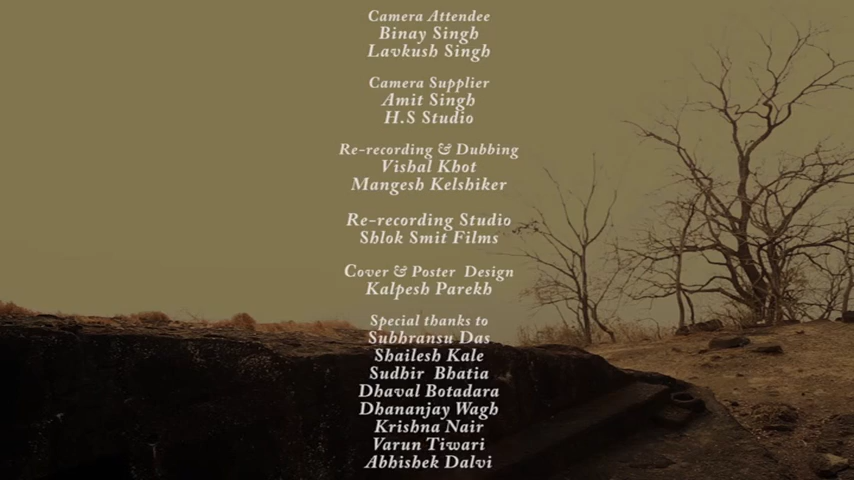 Camera Attendee
Binay Singh
Lavkush Singh
Camera Supplier
Amit Singh
H.S Studio
Re-recording & Dubbing
Vishal Khot
Mangesh Kelshiker
Re-recording Studio
Shlok Smit Films
Cover & Poster Design
Kalpesh Parekh
Special thanks to
Subhransu Das
Shailesh Kale
Sudhir Bhatia
Dhaval Botadara
Dhananjay Wagh
Krishna Nair
Varun Tiwari
Abhishek Dalvi